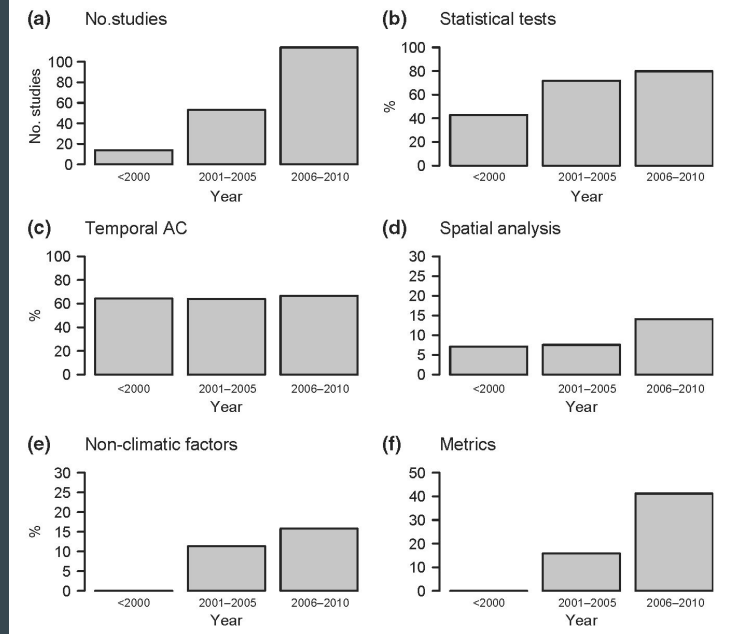 (a) No.studies
No. studies
100
80
60
40
20
0
<2000 2001–2005 2006–2010
Year
(b) Statistical tests
%
100
80
60
40
20
0
<2000 2001–2005 2006–2010
Year
(c) Temporal AC
%
100
80
60
40
20
0
<2000 2001–2005 2006–2010
Year
(d) Spatial analysis
30
25
20
15
10
5
0
<2000 2001–2005 2006–2010
Year
(e) Non-climatic factors
%
30
25
20
15
10
5
0
<2000 2001–2005 2006–2010
Year
(f) Metrics
50
40
30
20
10
0
<2000 2001–2005 2006–2010
Year